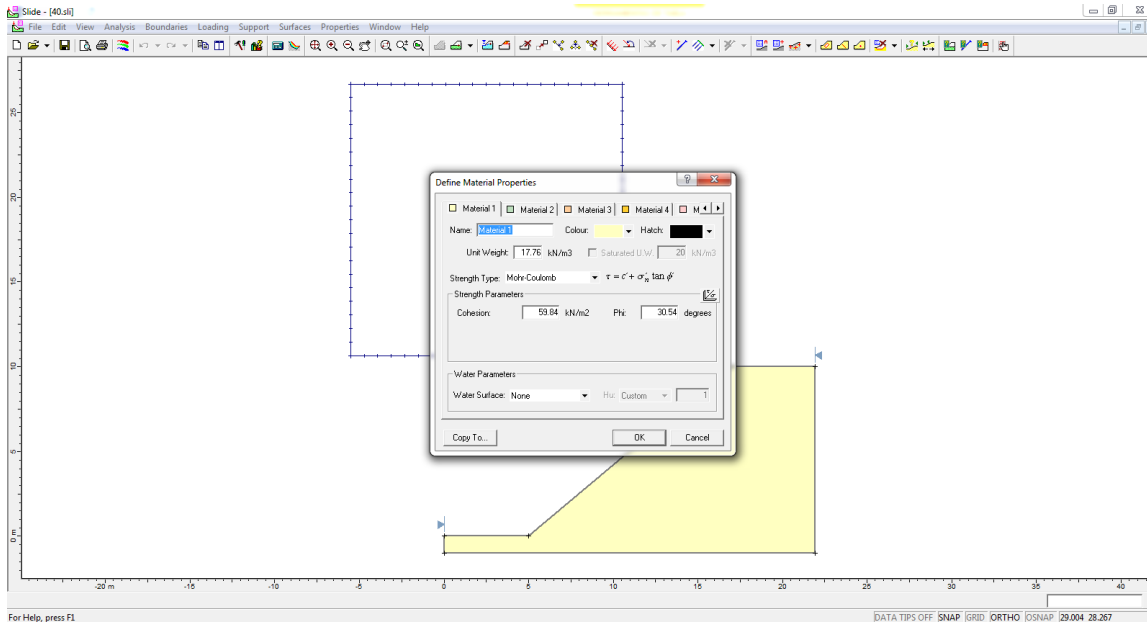 Slide - [40.sli]
File Edit View Analysis Boundaries Loading Support Surfaces Properties Window Help
25
20
15
10
5
0 m
Define Material Properties
Material 1 Material 2 Material 3 Material 4 M
Name: Material 1 Colour: Hatch:
Unit Weight: 17.76 kN/m3 Saturated U.W. 20 kN/m3
Strength Type: Mohr-Coulomb τ = c' + σ'n tan ϕ'
Strength Parameters
Cohesion: 59.84 kN/m2 Phi: 30.54 degrees
Water Parameters
Water Surface: None Hu: Custom 1
Copy To... OK Cancel
-20 m -15 -10 -5 0 5 10 15 20 25 30 35 40
For Help, press F1
DATA TIPS OFF SNAP GRID ORTHO OSNAP 29.004 28.267